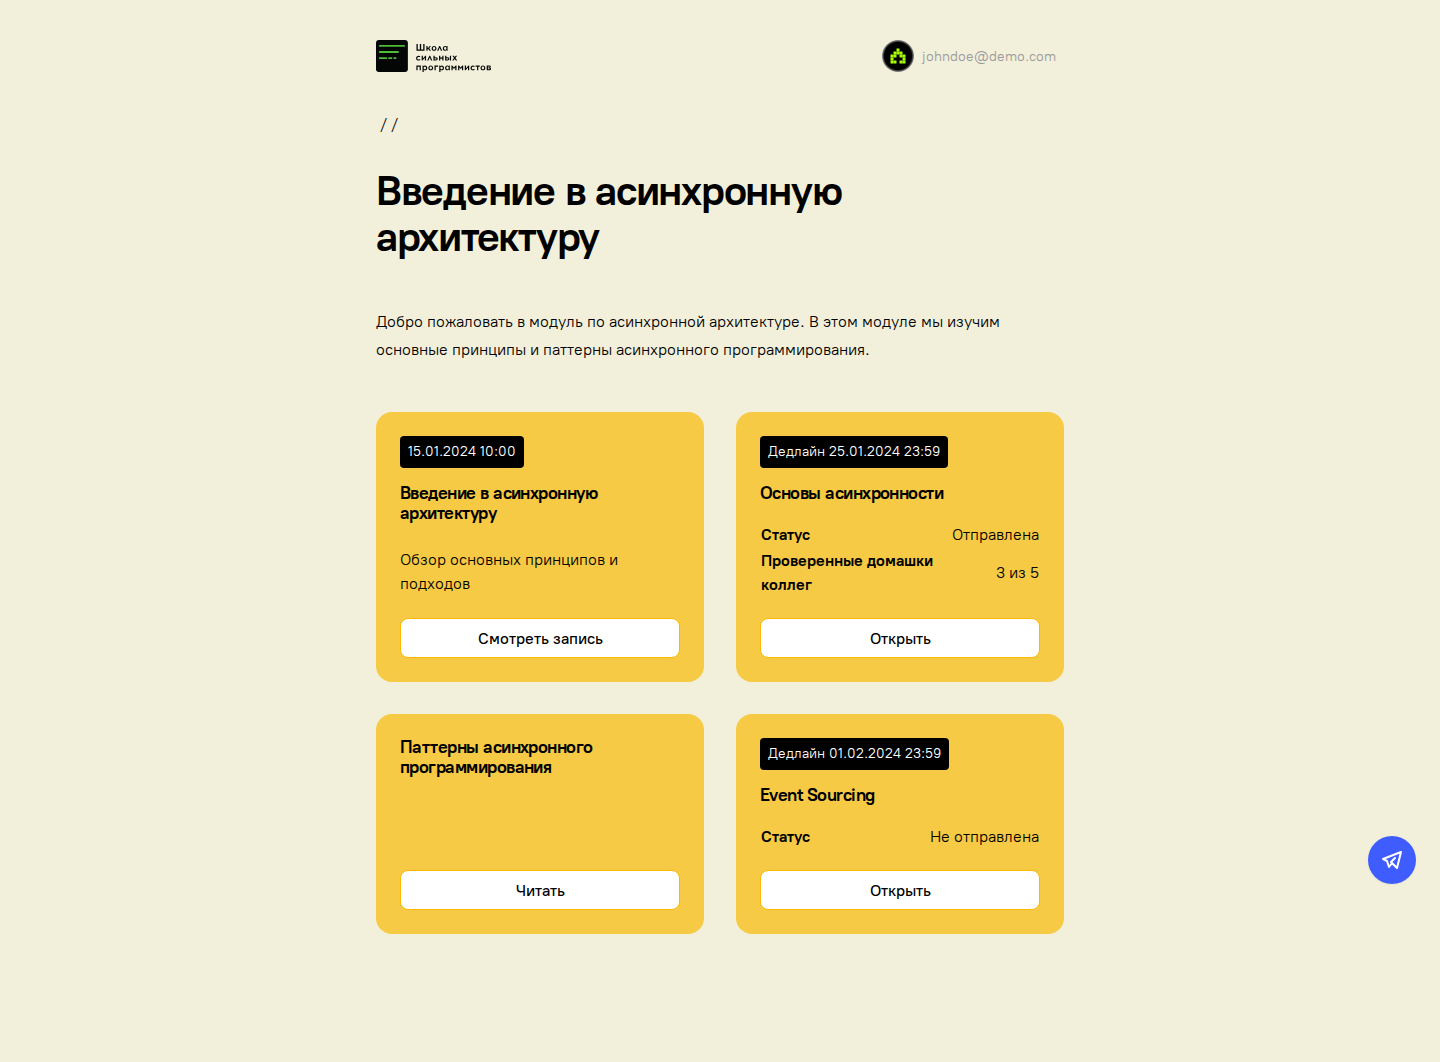 Школа
сильных
программистов
johndoe@demo.com
//
Введение в асинхронную
архитектуру
Добро пожаловать в модуль по асинхронной архитектуре. В этом модуле мы изучим
основные принципы и паттерны асинхронного программирования.
15.01.2024 10:00
Введение в асинхронную
архитектуру
Обзор основных принципов и
подходов
Смотреть запись
Дедлайн 25.01.2024 23:59
Основы асинхронности
Статус Отправлена
Проверенные домашки
коллег
3 из 5
Открыть
Паттерны асинхронного
программирования
Читать
Дедлайн 01.02.2024 23:59
Event Sourcing
Статус Не отправлена
Открыть